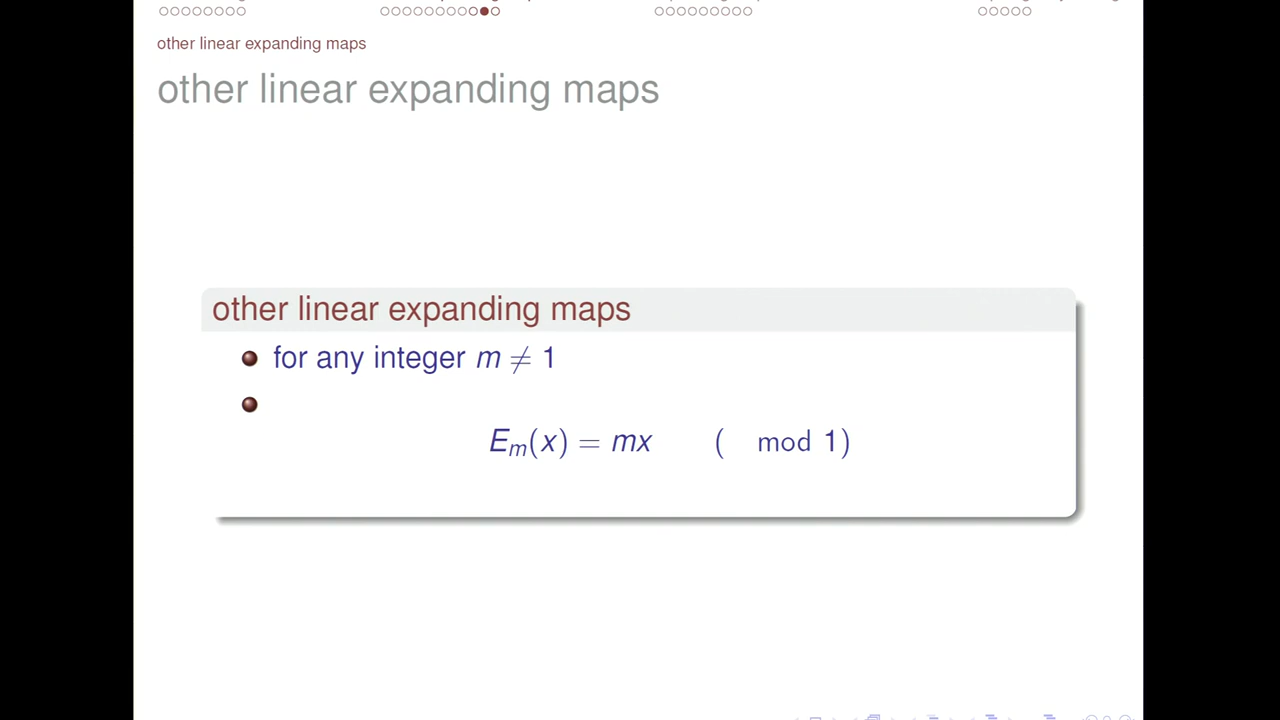 other linear expanding maps
other linear expanding maps
other linear expanding maps
for any integer m ≠ 1
E_m(x) = mx ( mod 1)